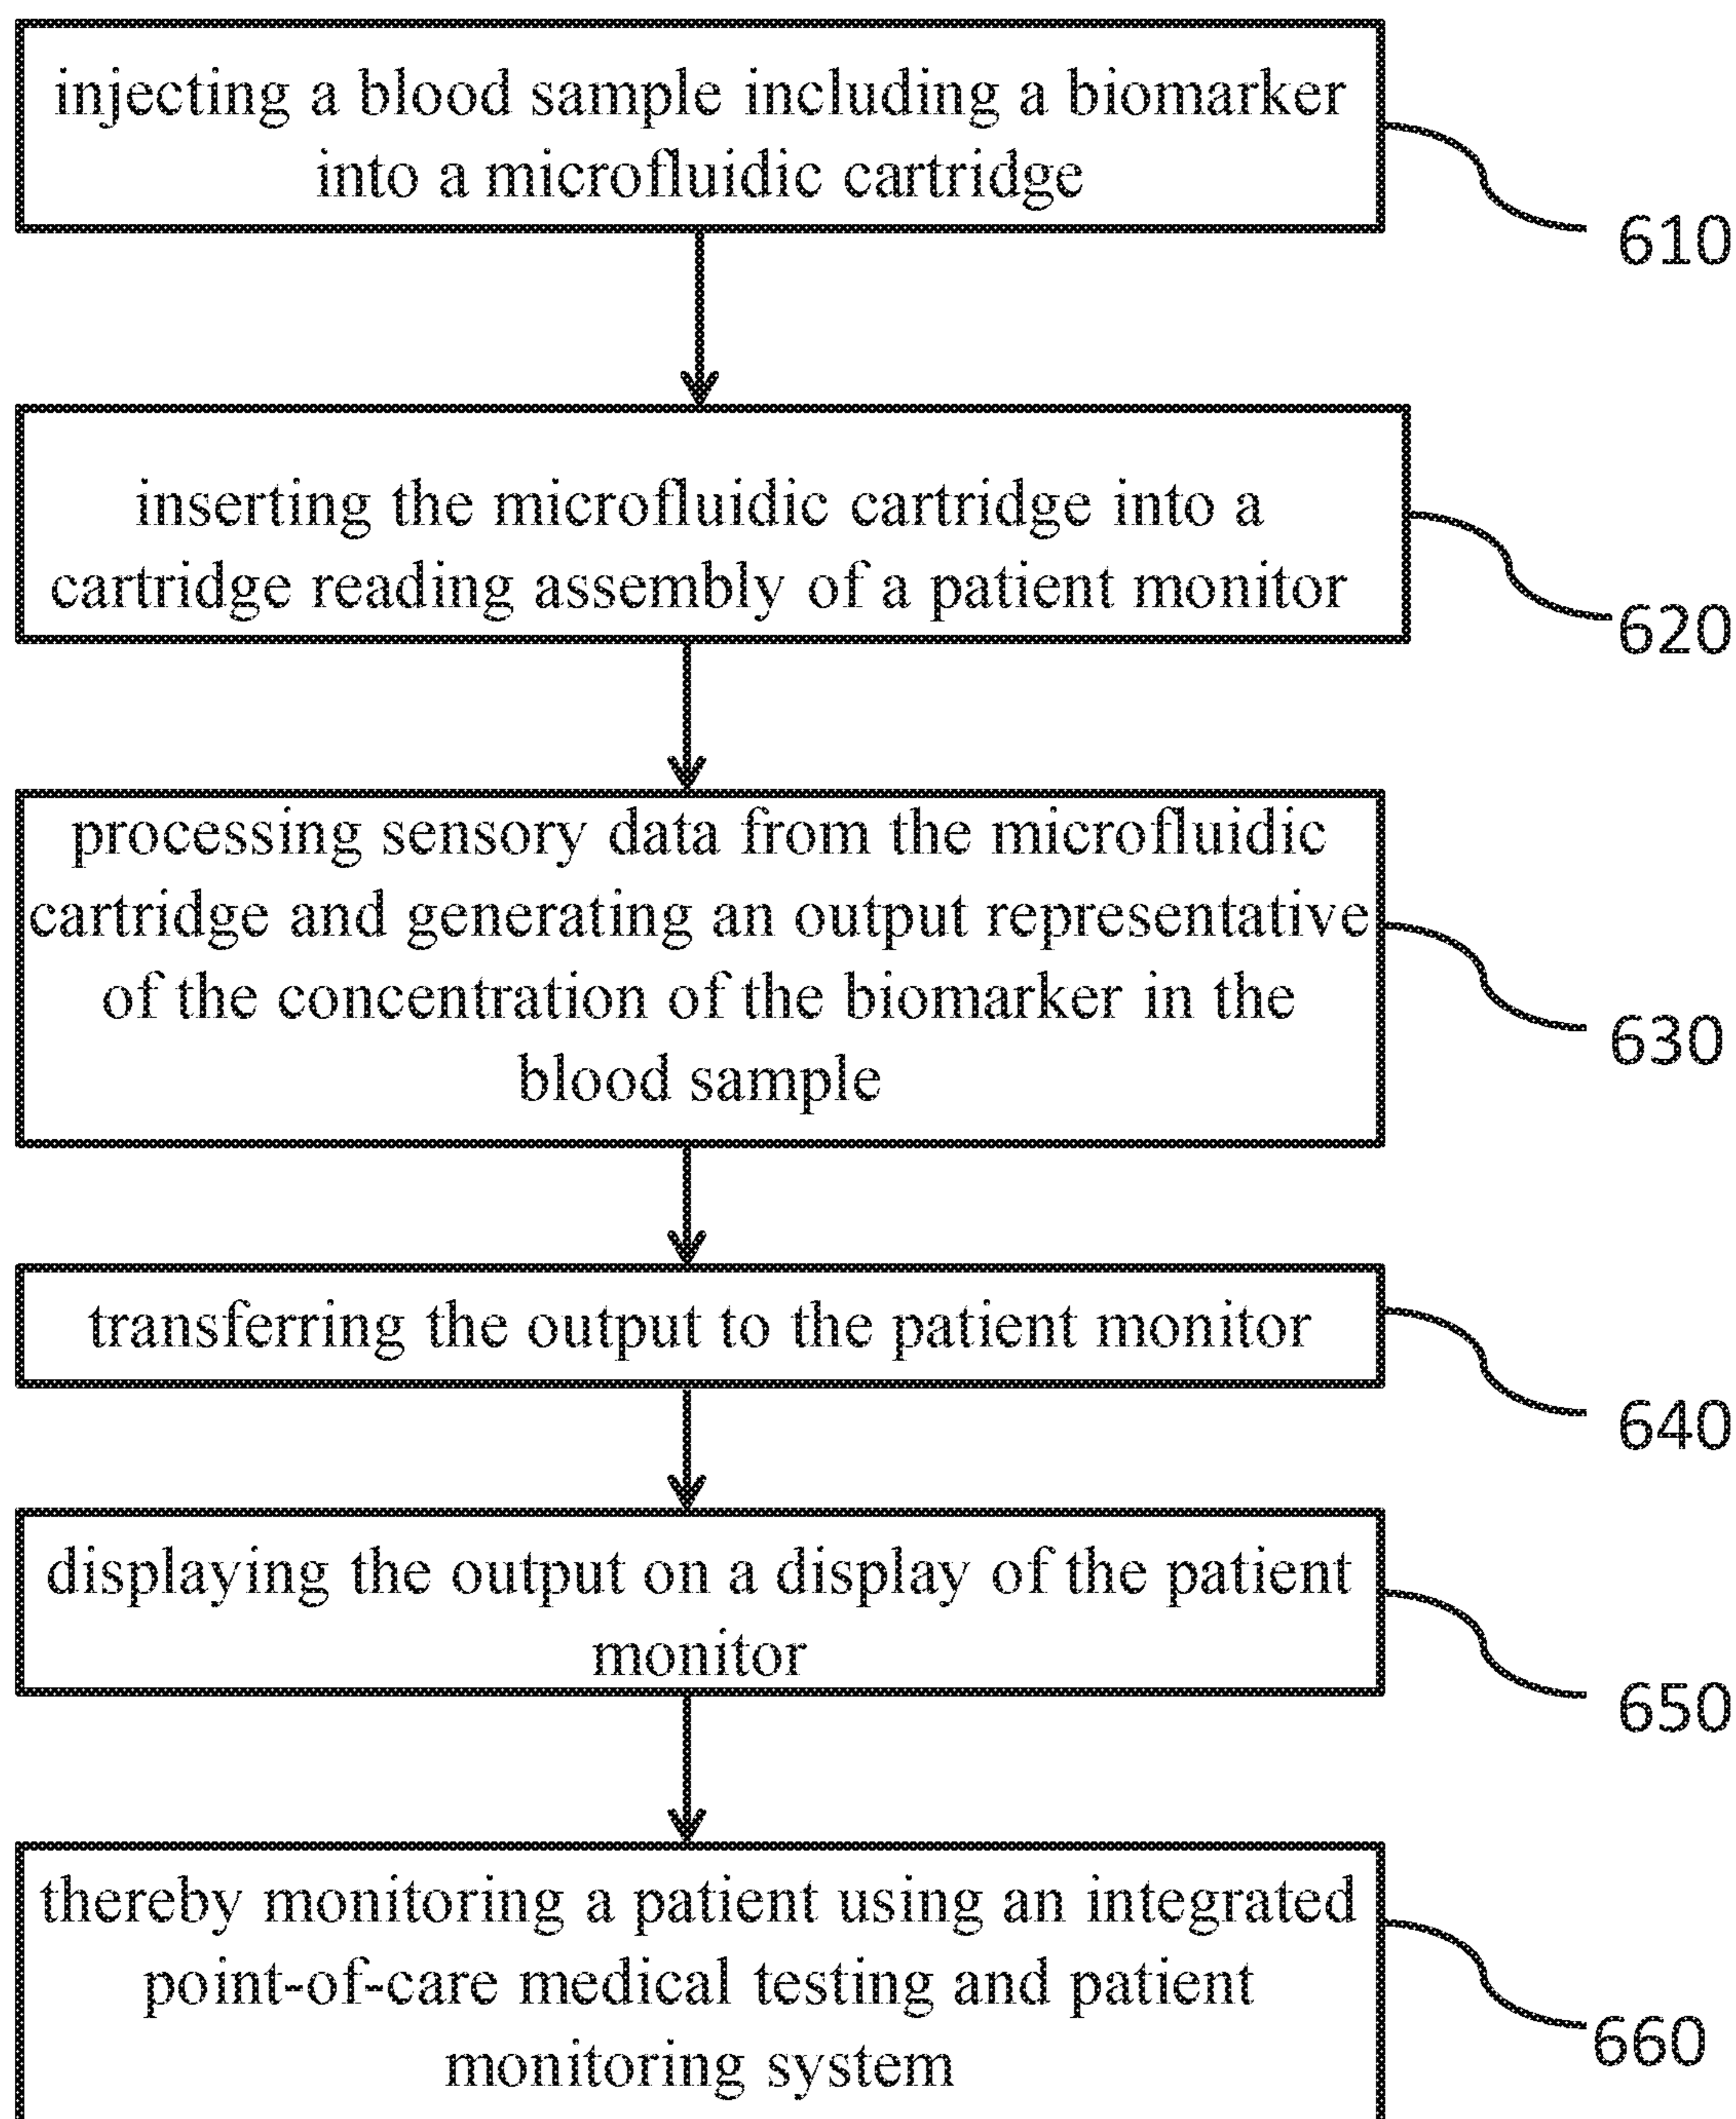 injecting a blood sample including a biomarker
into a microfluidic cartridge
610
inserting the microfluidic cartridge into a
cartridge reading assembly of a patient monitor
620
processing sensory data from the microfluidic
cartridge and generating an output representative
of the concentration of the biomarker in the
blood sample
630
transferring the output to the patient monitor
640
displaying the output on a display of the patient
monitor
650
thereby monitoring a patient using an integrated
point-of-care medical testing and patient
monitoring system
660